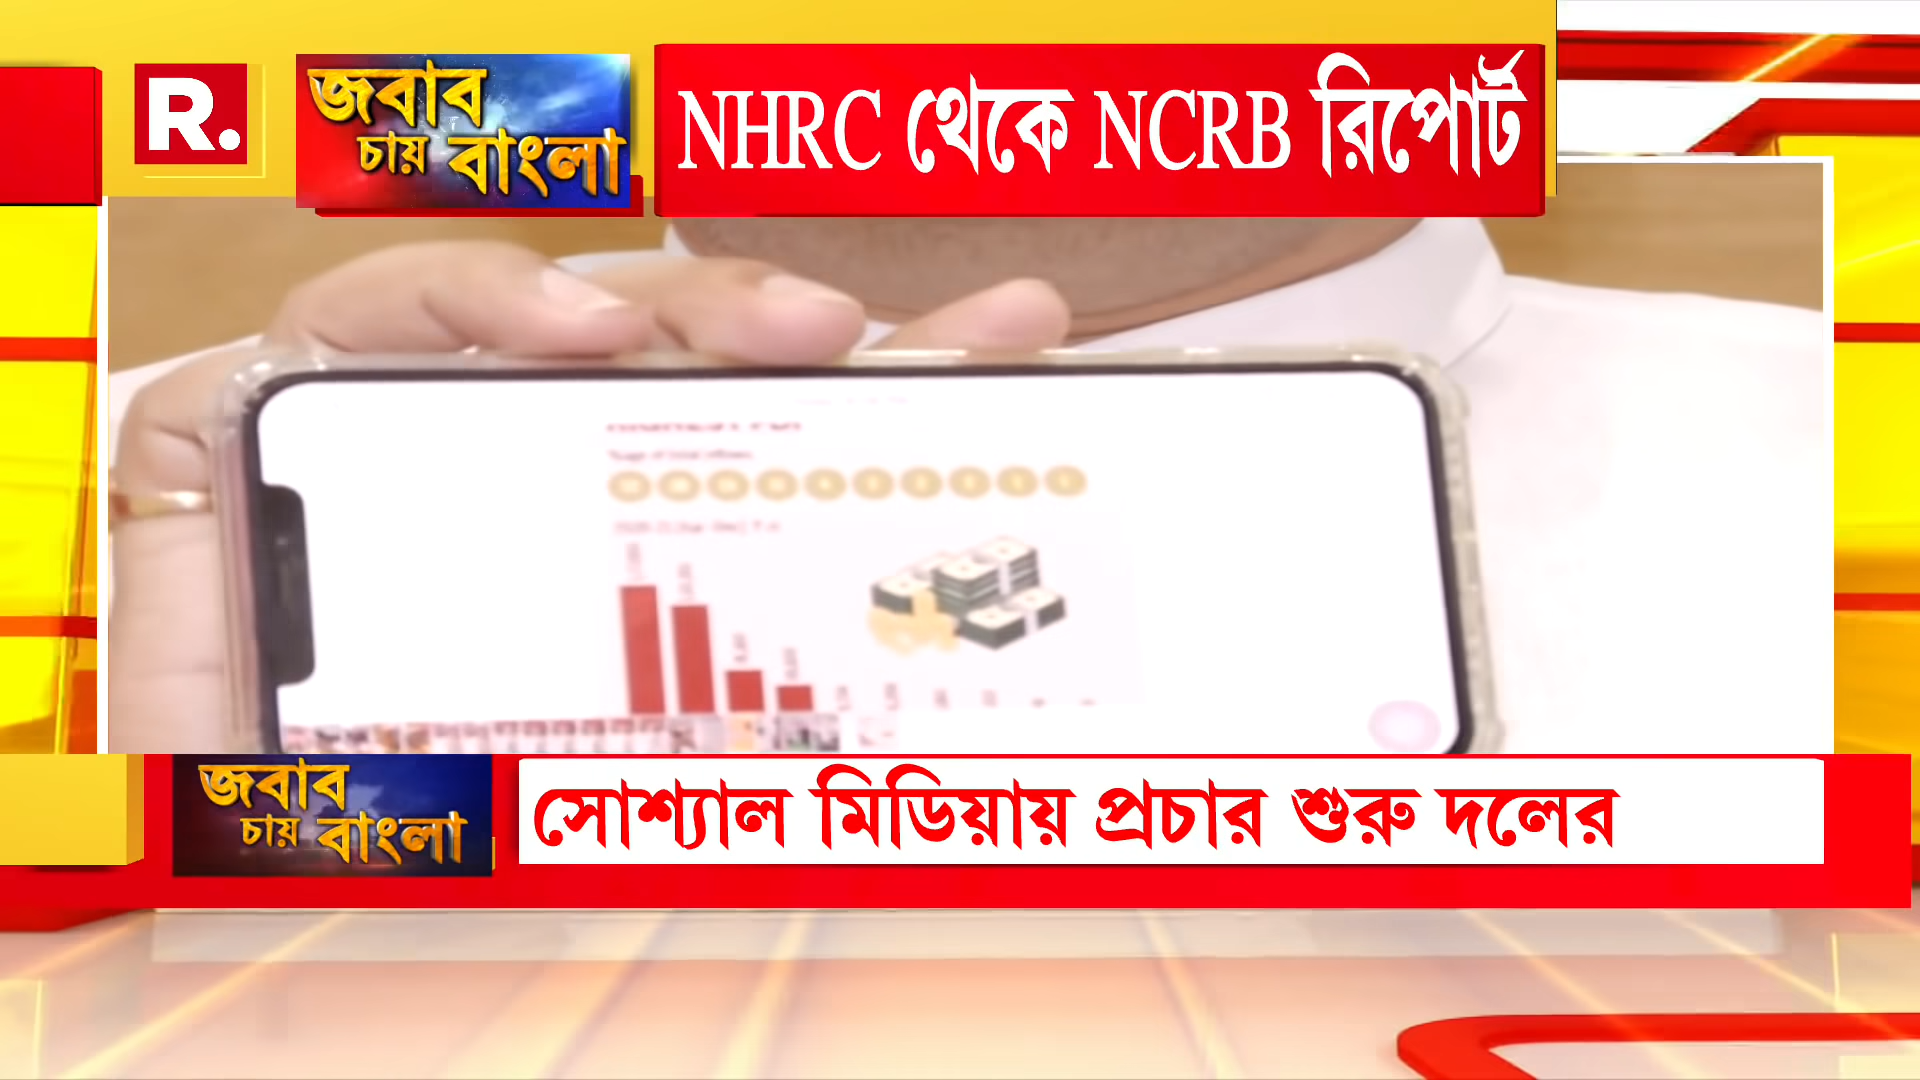 R.
জবাব
চায় বাংলা
NHRC থেকে NCRB রিপোর্ট
জবাব
চায় বাংলা
সোশ্যাল মিডিয়ায় প্রচার শুরু দলের